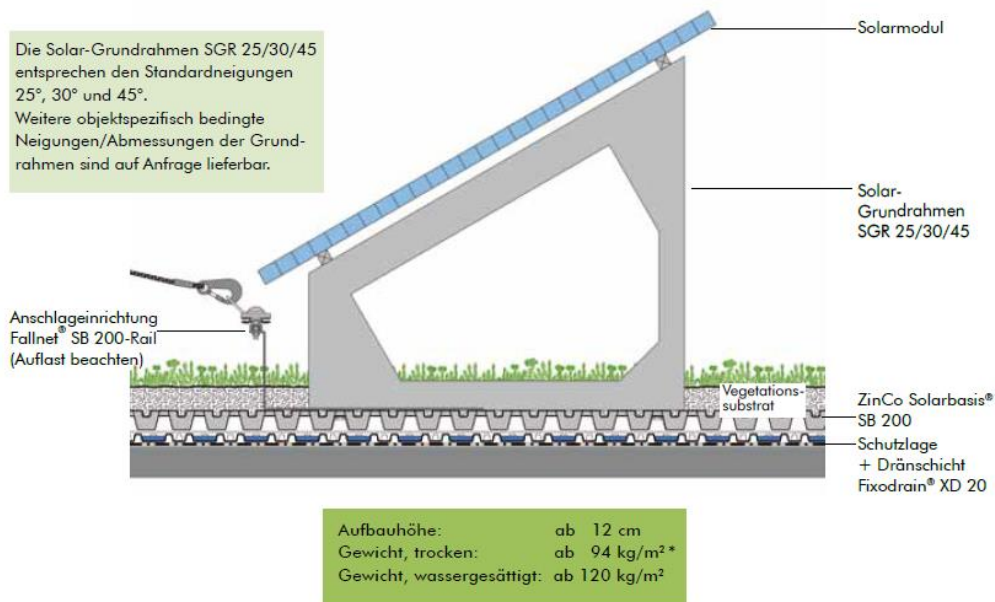 Die Solar-Grundrahmen SGR 25/30/45
entsprechen den Standardneigungen
25°, 30° und 45°.
Weitere objektspezifisch bedingte
Neigungen/Abmessungen der Grund-
rahmen sind auf Anfrage lieferbar.
Solarmodul
Solar-
Grundrahmen
SGR 25/30/45
Anschlageinrichtung
Fallnet® SB 200-Rail
(Auflast beachten)
Vegetations-
substrat
ZinCo Solarbasis®
SB 200
Schutzlage
+ Dränschicht
Fixodrain® XD 20
Aufbauhöhe: ab 12 cm
Gewicht, trocken: ab 94 kg/m² *
Gewicht, wassergesättigt: ab 120 kg/m²